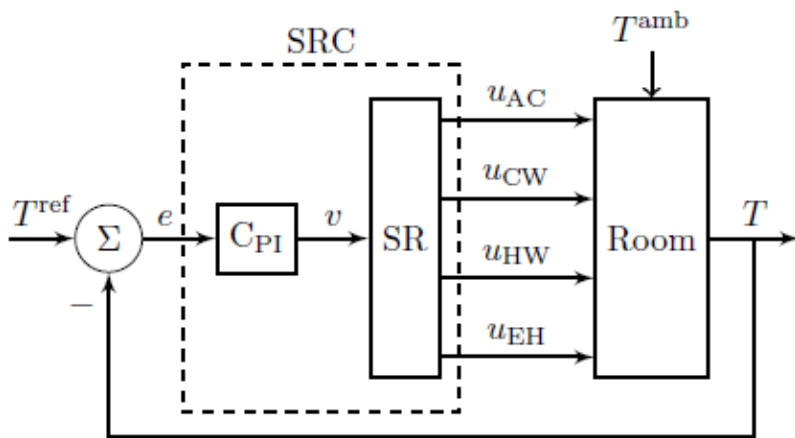 SRC
T^amb
u_AC
u_CW
T^ref
Σ
e
C_PI
v
SR
Room
T
u_HW
−
u_EH